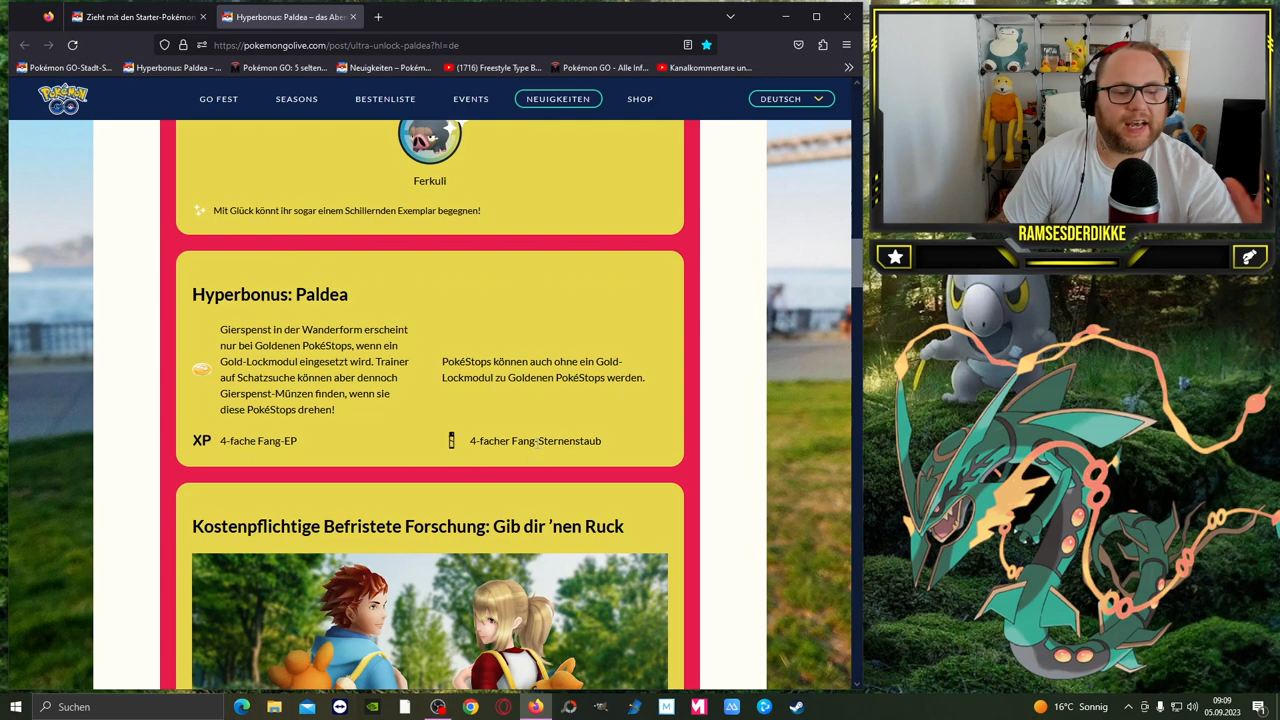 Zieht mit den Starter-Pokémon
Hyperbonus: Paldea – das Aben
https://pokemongolive.com/post/ultra-unlock-paldea?hl=de
Pokémon GO-Stadt-S...
Hyperbonus: Paldea – ...
Pokémon GO: 5 selten...
Neuigkeiten – Pokém...
(1716) Freestyle Type B...
Pokémon GO - Alle Inf...
Kanalkommentare un...
POKÉMON GO
GO FEST
SEASONS
BESTENLISTE
EVENTS
NEUIGKEITEN
SHOP
DEUTSCH
Ferkuli
Mit Glück könnt ihr sogar einem Schillernden Exemplar begegnen!
Hyperbonus: Paldea
Gierspenst in der Wanderform erscheint
nur bei Goldenen PokéStops, wenn ein
Gold-Lockmodul eingesetzt wird. Trainer
auf Schatzsuche können aber dennoch
Gierspenst-Münzen finden, wenn sie
diese PokéStops drehen!
PokéStops können auch ohne ein Gold-
Lockmodul zu Goldenen PokéStops werden.
XP 4-fache Fang-EP
4-facher Fang-Sternenstaub
Kostenpflichtige Befristete Forschung: Gib dir ’nen Ruck
RAMSESDERDIKKE
Suchen
16°C Sonnig
09:09
05.09.2023